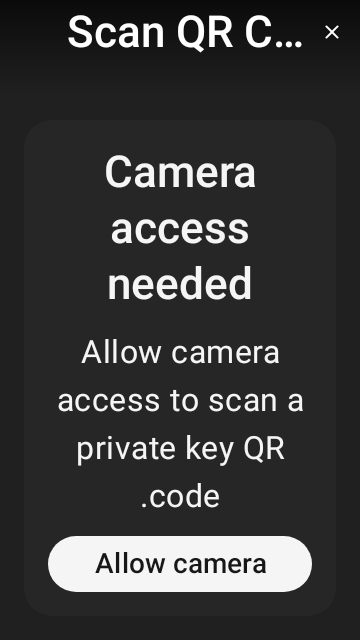 Scan QR C...
Camera
access
needed
Allow camera
access to scan a
private key QR
.code
Allow camera